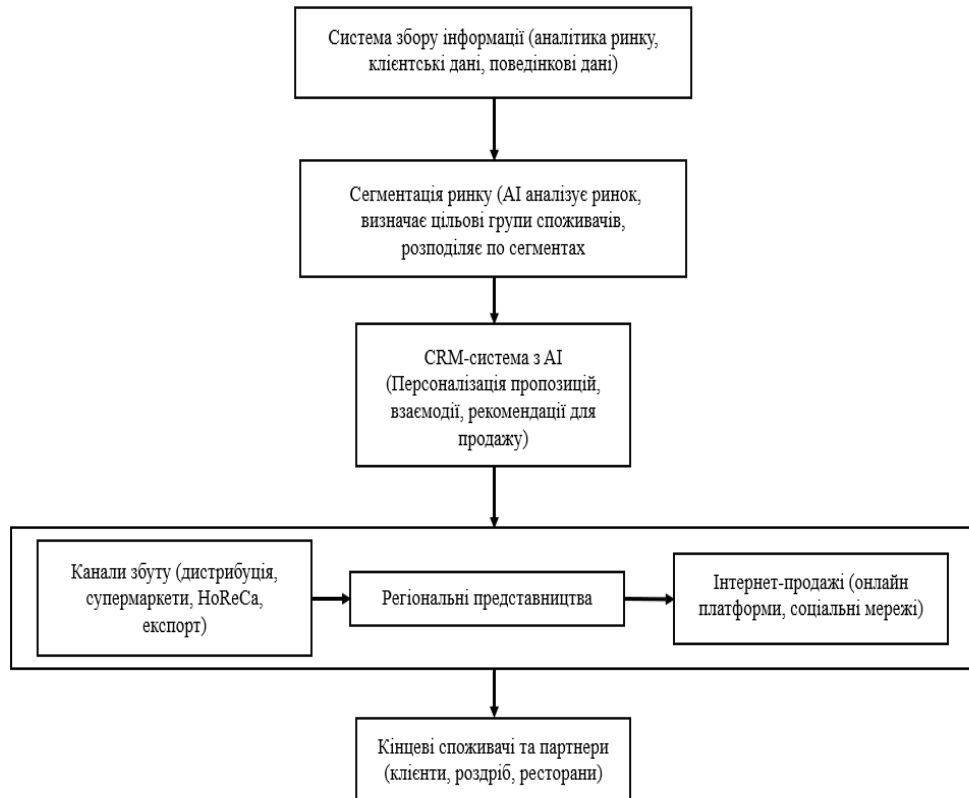 Система збору інформації (аналітика ринку,
клієнтські дані, поведінкові дані)
Сегментація ринку (AI аналізує ринок,
визначає цільові групи споживачів,
розподіляє по сегментах
CRM-система з AI
(Персоналізація пропозицій,
взаємодії, рекомендації для
продажу)
Канали збуту (дистрибуція,
супермаркети, HoReCa,
експорт)
Регіональні представництва
Інтернет-продажі (онлайн
платформи, соціальні мережі)
Кінцеві споживачі та партнери
(клієнти, роздріб, ресторани)